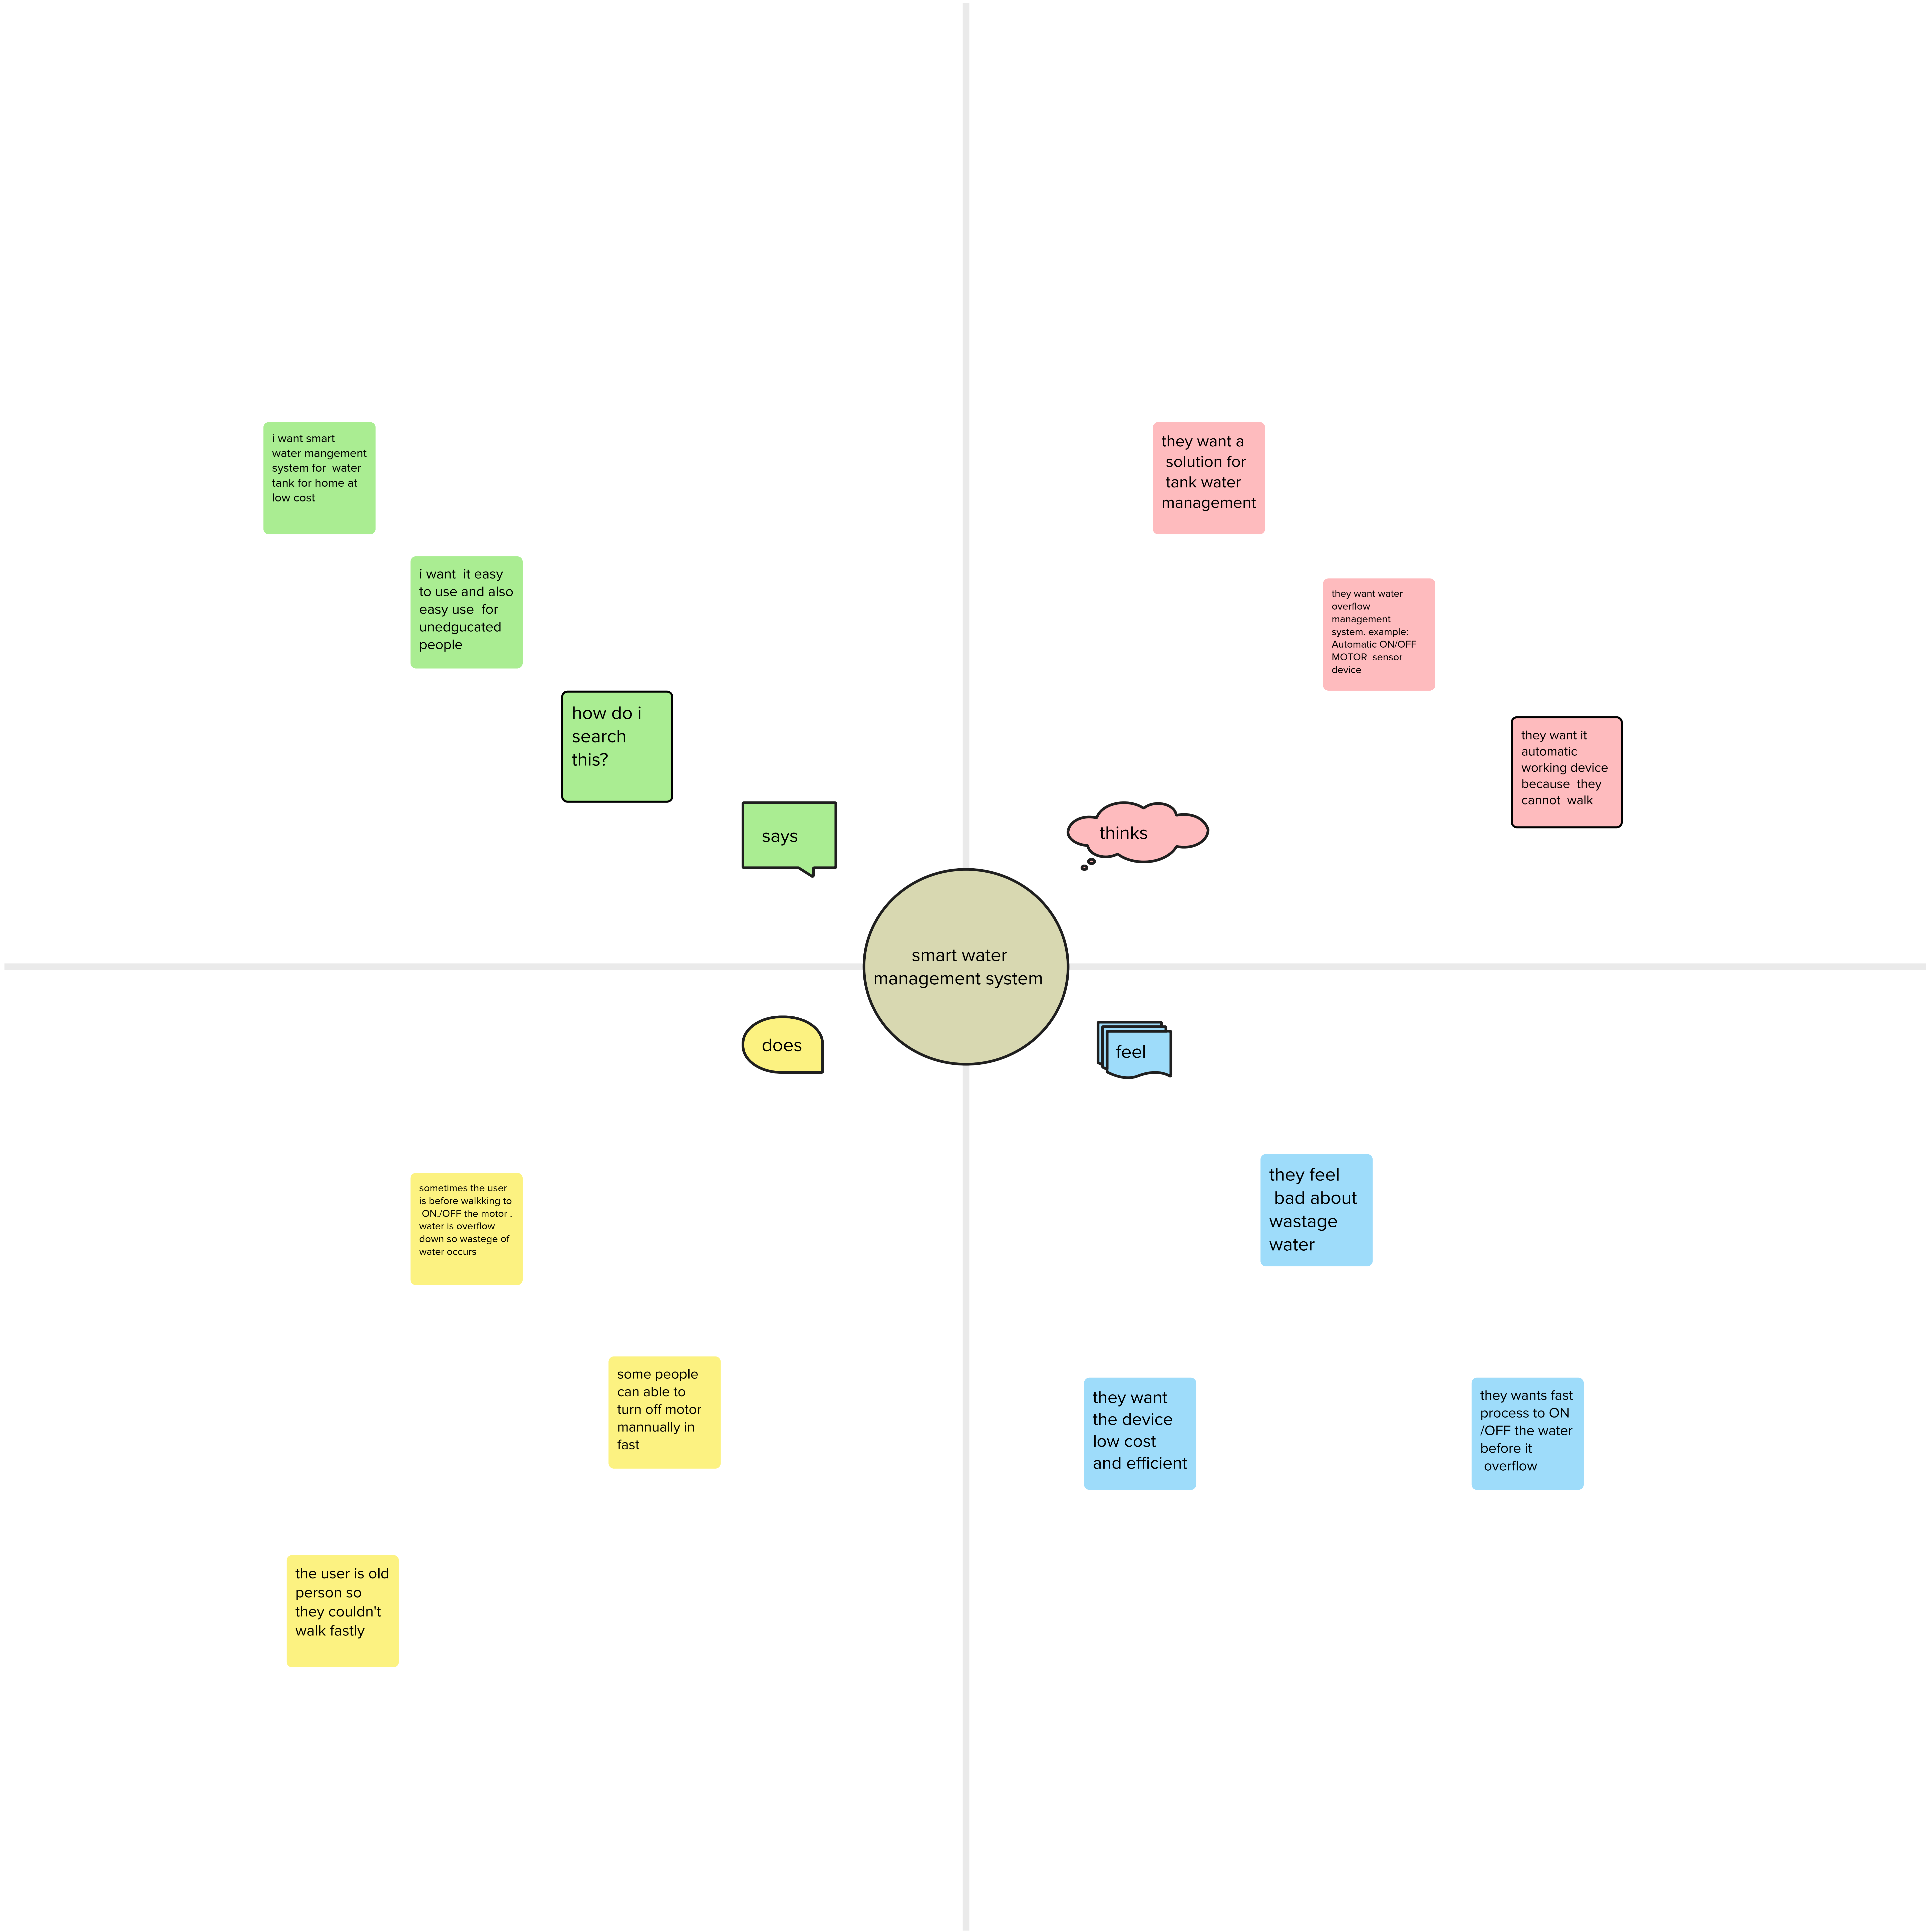 i want smart
water mangement
system for water
tank for home at
low cost
i want it easy
to use and also
easy use for
unedgucated
people
how do i
search
this?
says
they want a
solution for
tank water
management
they want water
overflow
management
system. example:
Automatic ON/OFF
MOTOR sensor
device
they want it
automatic
working device
because they
cannot walk
thinks
smart water
management system
does
feel
sometimes the user
is before walkking to
ON./OFF the motor .
water is overflow
down so wastege of
water occurs
some people
can able to
turn off motor
mannually in
fast
the user is old
person so
they couldn't
walk fastly
they feel
bad about
wastage
water
they want
the device
low cost
and efficient
they wants fast
process to ON
/OFF the water
before it
overflow